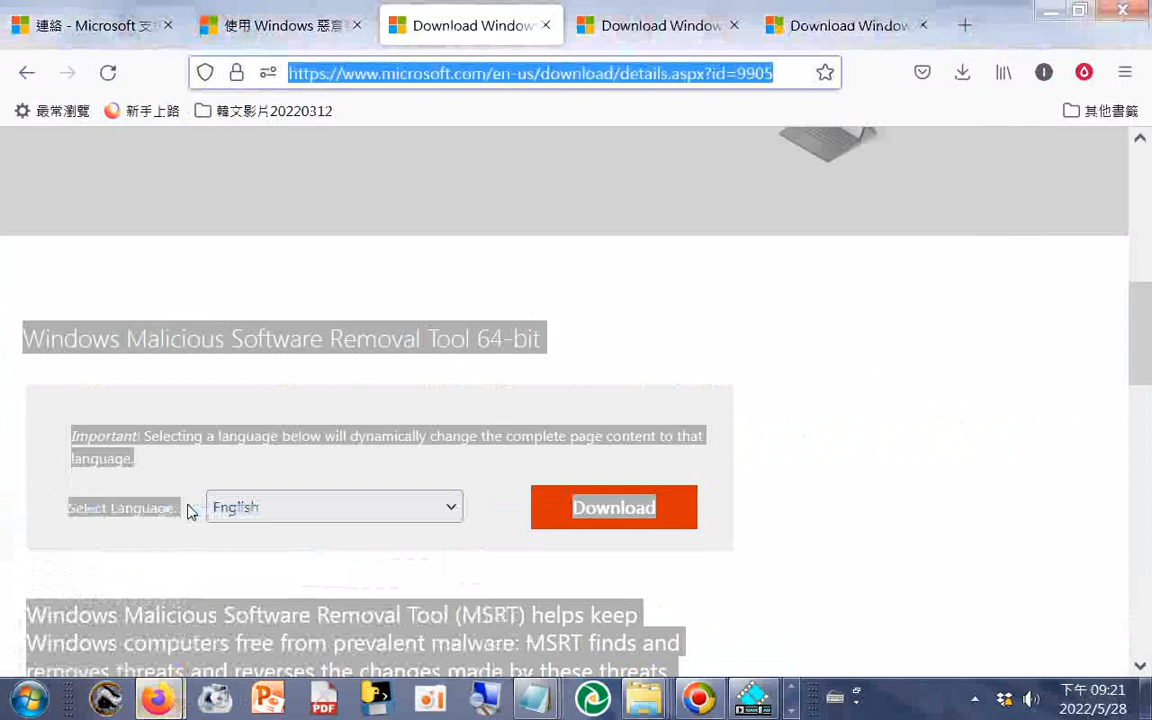 連絡 - Microsoft 支
使用 Windows 惡意
Download Window
Download Window
Download Window
https://www.microsoft.com/en-us/download/details.aspx?id=9905
最常瀏覽
新手上路
韓文影片20220312
其他書籤
Windows Malicious Software Removal Tool 64-bit
Important! Selecting a language below will dynamically change the complete page content to that
language.
Select Language:
English
Download
Windows Malicious Software Removal Tool (MSRT) helps keep
Windows computers free from prevalent malware. MSRT finds and
removes threats and reverses the changes made by these threats.
PDF
下午 09:21
2022/5/28